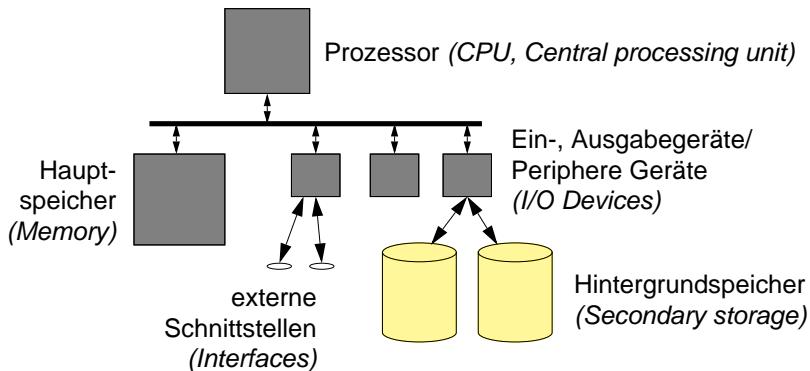 Prozessor (CPU, Central processing unit)
Haupt-
speicher
(Memory)
Ein-, Ausgabegeräte/
Periphere Geräte
(I/O Devices)
externe
Schnittstellen
(Interfaces)
Hintergrundspeicher
(Secondary storage)